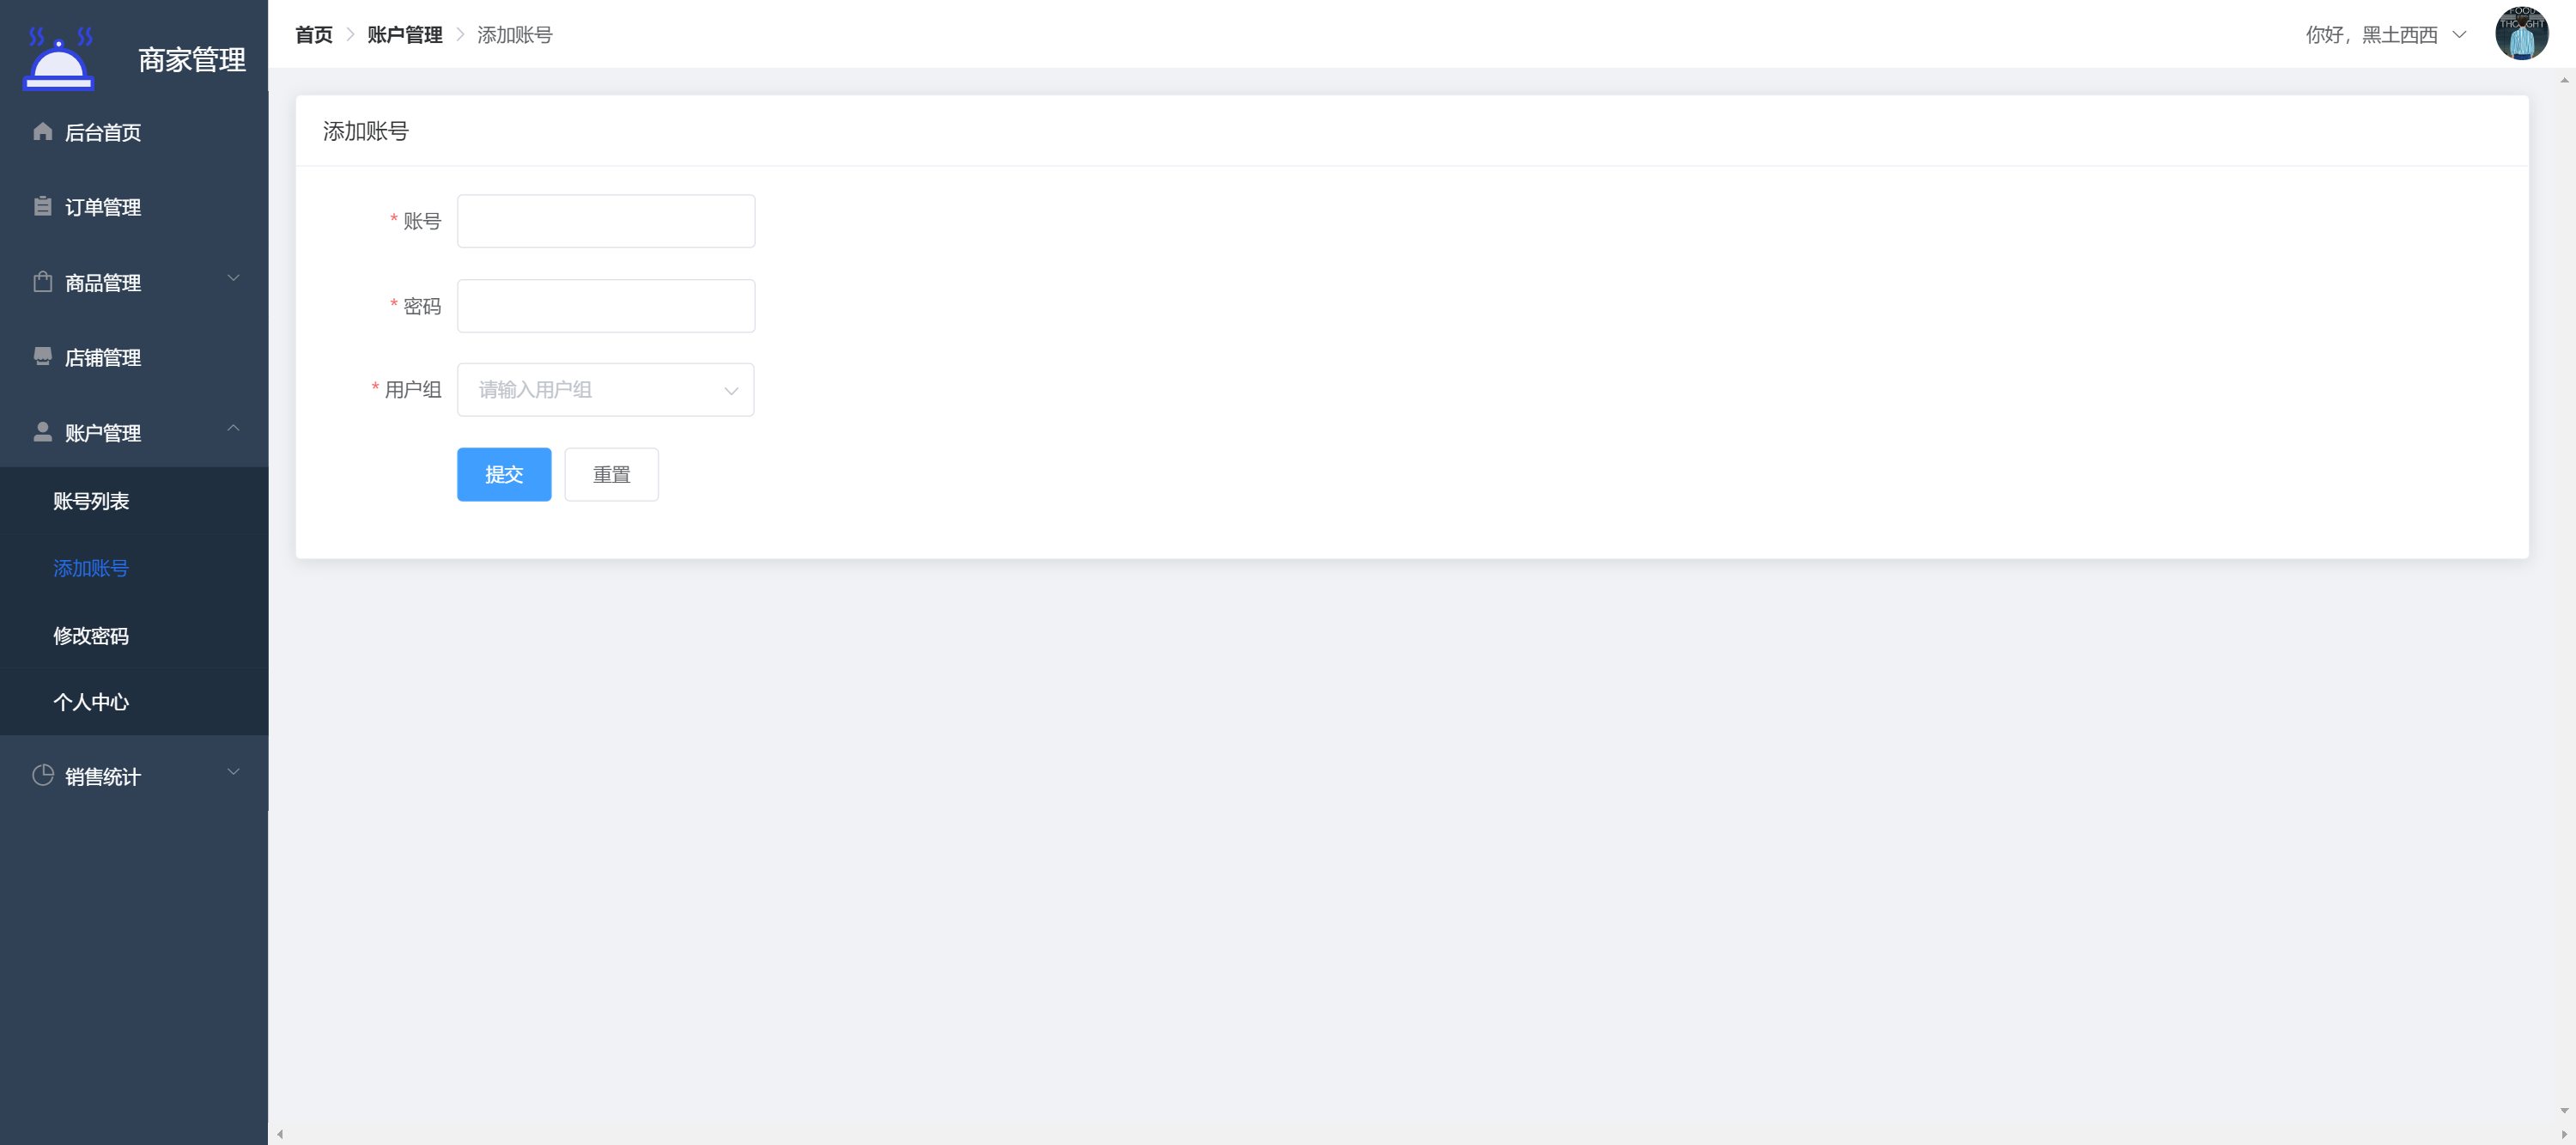 商家管理
后台首页
订单管理
商品管理
店铺管理
账户管理
账号列表
添加账号
修改密码
个人中心
销售统计
首页 > 账户管理 > 添加账号
你好，黑土西西
FOOD
THOUGHT
添加账号
* 账号
* 密码
* 用户组 请输入用户组
提交 重置